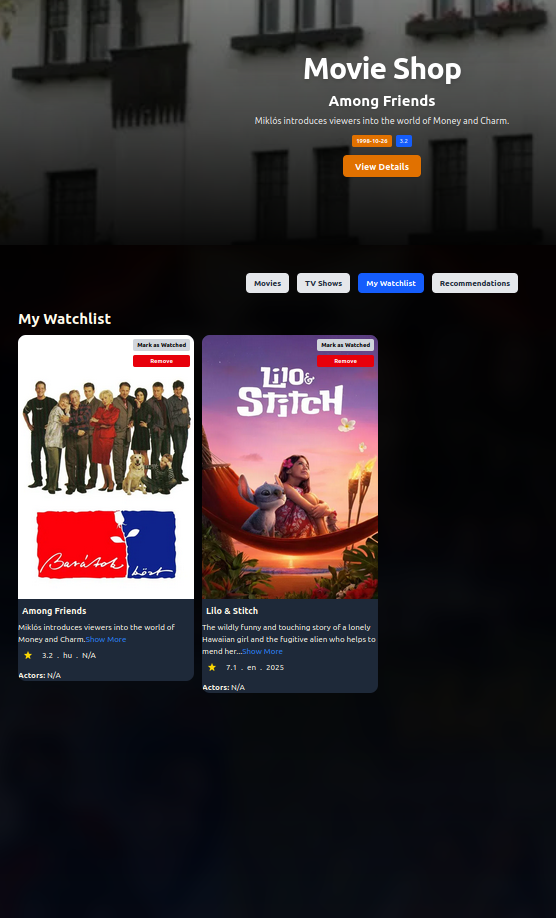 Movie Shop
Among Friends
Miklós introduces viewers into the world of Money and Charm.
1998-10-26 3.2
View Details
Movies TV Shows My Watchlist Recommendations
My Watchlist
Mark as Watched
Remove
Barátok
közt
Among Friends
Miklós introduces viewers into the world of
Money and Charm.Show More
3.2 . hu . N/A
Actors: N/A
Mark as Watched
Remove
Lilo &
Stitch
Lilo & Stitch
The wildly funny and touching story of a lonely
Hawaiian girl and the fugitive alien who helps to
mend her...Show More
7.1 . en . 2025
Actors: N/A